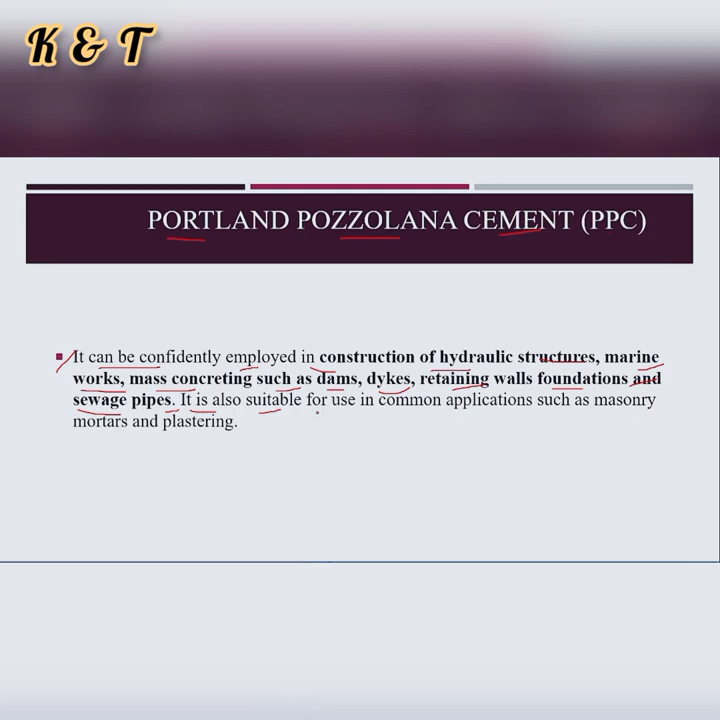 K & T
PORTLAND POZZOLANA CEMENT (PPC)
It can be confidently employed in construction of hydraulic structures, marine
works, mass concreting such as dams, dykes, retaining walls foundations and
sewage pipes. It is also suitable for use in common applications such as masonry
mortars and plastering.